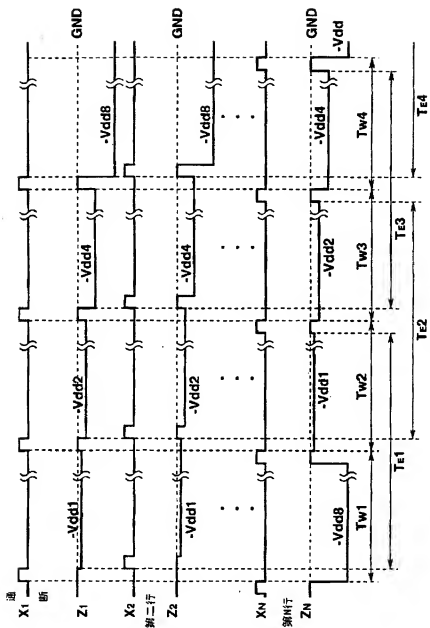 通
断
X1
Z1 -Vdd1 -Vdd2 -Vdd4 -Vdd8 GND
X2
第二行
Z2 -Vdd1 -Vdd2 -Vdd4 -Vdd8 GND
XN
第N行
ZN -Vdd8 -Vdd1 -Vdd2 -Vdd4 GND
-Vdd
Tw1 Tw2 Tw3 Tw4
TE1 TE3
TE2 TE4